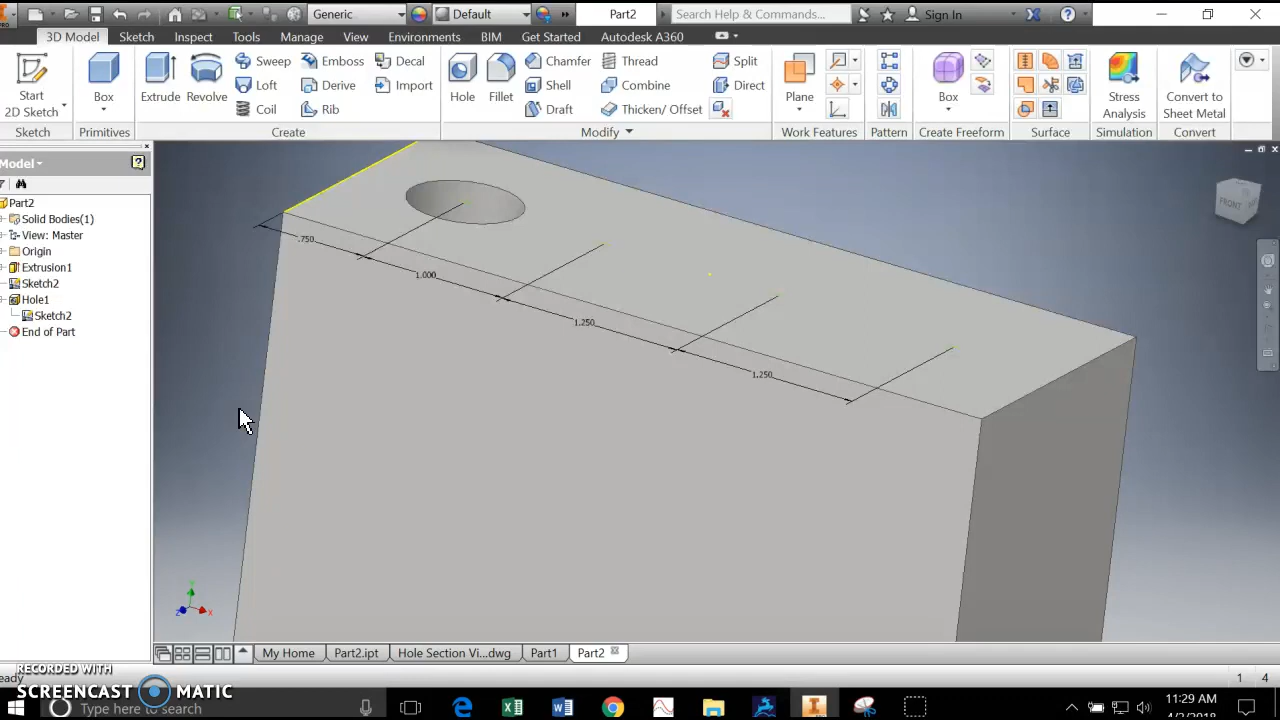 PRO
Generic
Default
Part2
Search Help & Commands...
Sign In
3D Model
Sketch
Inspect
Tools
Manage
View
Environments
BIM
Get Started
Autodesk A360
Start
2D Sketch
Box
Extrude
Revolve
Sweep
Emboss
Decal
Loft
Derive
Import
Coil
Rib
Hole
Fillet
Chamfer
Thread
Split
Shell
Combine
Direct
Draft
Thicken/ Offset
Plane
Box
Stress
Analysis
Convert to
Sheet Metal
Sketch
Primitives
Create
Modify
Work Features
Pattern
Create Freeform
Surface
Simulation
Convert
Model
Part2
Solid Bodies(1)
View: Master
Origin
Extrusion1
Sketch2
Hole1
Sketch2
End of Part
FRONT
.750
1.000
1.250
1.250
Y
Z
X
My Home
Part2.ipt
Hole Section Vi...dwg
Part1
Part2
eady
1
4
RECORDED WITH
SCREENCAST MATIC
Type here to search
11:29 AM